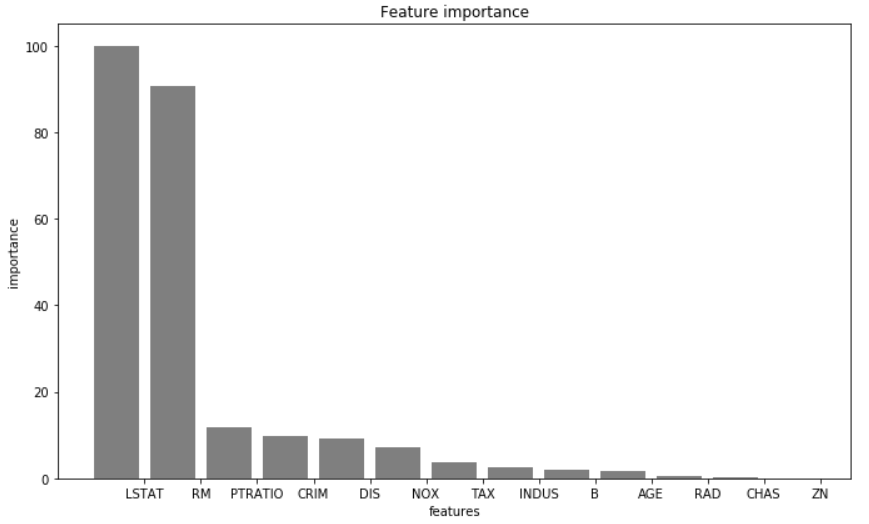 Feature importance
100
80
60
40
20
0
importance
LSTAT RM PTRATIO CRIM DIS NOX TAX INDUS B AGE RAD CHAS ZN
features